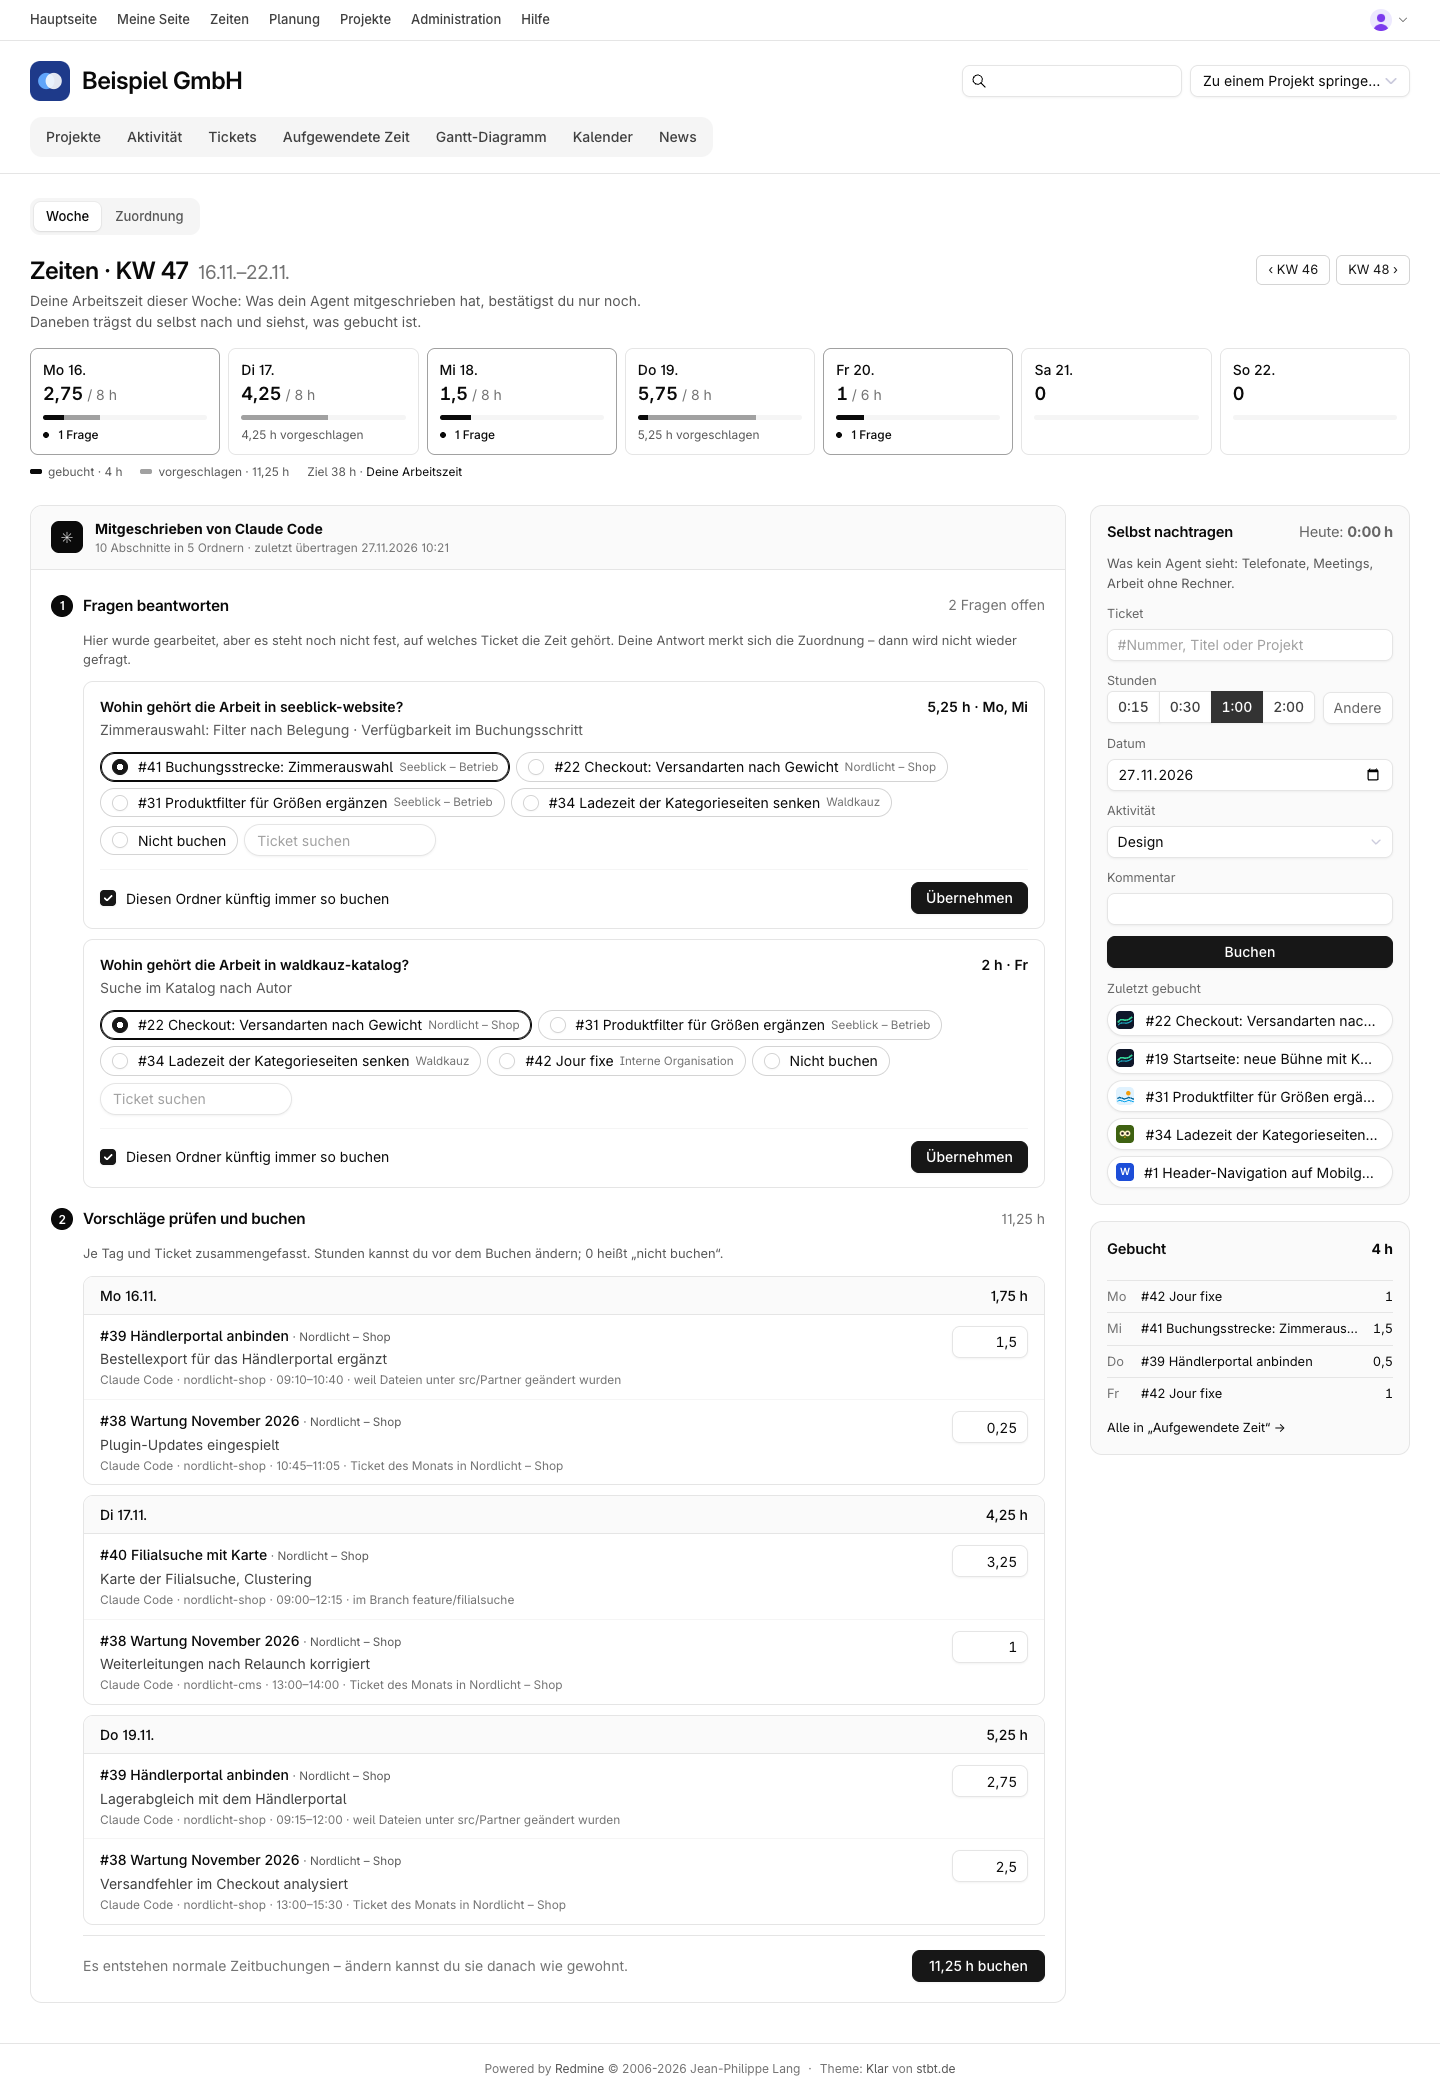 Hauptseite Meine Seite Zeiten Planung Projekte Administration Hilfe
Beispiel GmbH
Zu einem Projekt springe...
Projekte Aktivität Tickets Aufgewendete Zeit Gantt-Diagramm Kalender News
Woche Zuordnung
Zeiten · KW 47 16.11.–22.11.
‹ KW 46 KW 48 ›
Deine Arbeitszeit dieser Woche: Was dein Agent mitgeschrieben hat, bestätigst du nur noch.
Daneben trägst du selbst nach und siehst, was gebucht ist.
Mo 16.
2,75 / 8 h
1 Frage
Di 17.
4,25 / 8 h
4,25 h vorgeschlagen
Mi 18.
1,5 / 8 h
1 Frage
Do 19.
5,75 / 8 h
5,25 h vorgeschlagen
Fr 20.
1 / 6 h
1 Frage
Sa 21.
0
So 22.
0
gebucht · 4 h vorgeschlagen · 11,25 h Ziel 38 h · Deine Arbeitszeit
Mitgeschrieben von Claude Code
10 Abschnitte in 5 Ordnern · zuletzt übertragen 27.11.2026 10:21
1 Fragen beantworten 2 Fragen offen
Hier wurde gearbeitet, aber es steht noch nicht fest, auf welches Ticket die Zeit gehört. Deine Antwort merkt sich die Zuordnung – dann wird nicht wieder
gefragt.
Wohin gehört die Arbeit in seeblick-website? 5,25 h · Mo, Mi
Zimmerauswahl: Filter nach Belegung · Verfügbarkeit im Buchungsschritt
#41 Buchungsstrecke: Zimmerauswahl Seeblick – Betrieb #22 Checkout: Versandarten nach Gewicht Nordlicht – Shop
#31 Produktfilter für Größen ergänzen Seeblick – Betrieb #34 Ladezeit der Kategorieseiten senken Waldkauz
Nicht buchen Ticket suchen
Diesen Ordner künftig immer so buchen Übernehmen
Wohin gehört die Arbeit in waldkauz-katalog? 2 h · Fr
Suche im Katalog nach Autor
#22 Checkout: Versandarten nach Gewicht Nordlicht – Shop #31 Produktfilter für Größen ergänzen Seeblick – Betrieb
#34 Ladezeit der Kategorieseiten senken Waldkauz #42 Jour fixe Interne Organisation Nicht buchen
Ticket suchen
Diesen Ordner künftig immer so buchen Übernehmen
2 Vorschläge prüfen und buchen 11,25 h
Je Tag und Ticket zusammengefasst. Stunden kannst du vor dem Buchen ändern; 0 heißt „nicht buchen“.
Mo 16.11. 1,75 h
#39 Händlerportal anbinden · Nordlicht – Shop 1,5
Bestellexport für das Händlerportal ergänzt
Claude Code · nordlicht-shop · 09:10–10:40 · weil Dateien unter src/Partner geändert wurden
#38 Wartung November 2026 · Nordlicht – Shop 0,25
Plugin-Updates eingespielt
Claude Code · nordlicht-shop · 10:45–11:05 · Ticket des Monats in Nordlicht – Shop
Di 17.11. 4,25 h
#40 Filialsuche mit Karte · Nordlicht – Shop 3,25
Karte der Filialsuche, Clustering
Claude Code · nordlicht-shop · 09:00–12:15 · im Branch feature/filialsuche
#38 Wartung November 2026 · Nordlicht – Shop 1
Weiterleitungen nach Relaunch korrigiert
Claude Code · nordlicht-cms · 13:00–14:00 · Ticket des Monats in Nordlicht – Shop
Do 19.11. 5,25 h
#39 Händlerportal anbinden · Nordlicht – Shop 2,75
Lagerabgleich mit dem Händlerportal
Claude Code · nordlicht-shop · 09:15–12:00 · weil Dateien unter src/Partner geändert wurden
#38 Wartung November 2026 · Nordlicht – Shop 2,5
Versandfehler im Checkout analysiert
Claude Code · nordlicht-shop · 13:00–15:30 · Ticket des Monats in Nordlicht – Shop
Es entstehen normale Zeitbuchungen – ändern kannst du sie danach wie gewohnt. 11,25 h buchen
Selbst nachtragen Heute: 0:00 h
Was kein Agent sieht: Telefonate, Meetings,
Arbeit ohne Rechner.
Ticket
#Nummer, Titel oder Projekt
Stunden
0:15 0:30 1:00 2:00 Andere
Datum
27.11.2026
Aktivität
Design
Kommentar
Buchen
Zuletzt gebucht
#22 Checkout: Versandarten nac...
#19 Startseite: neue Bühne mit K...
#31 Produktfilter für Größen ergä...
#34 Ladezeit der Kategorieseiten...
W #1 Header-Navigation auf Mobilg...
Gebucht 4 h
Mo #42 Jour fixe 1
Mi #41 Buchungsstrecke: Zimmeraus... 1,5
Do #39 Händlerportal anbinden 0,5
Fr #42 Jour fixe 1
Alle in „Aufgewendete Zeit“ →
Powered by Redmine © 2006-2026 Jean-Philippe Lang · Theme: Klar von stbt.de